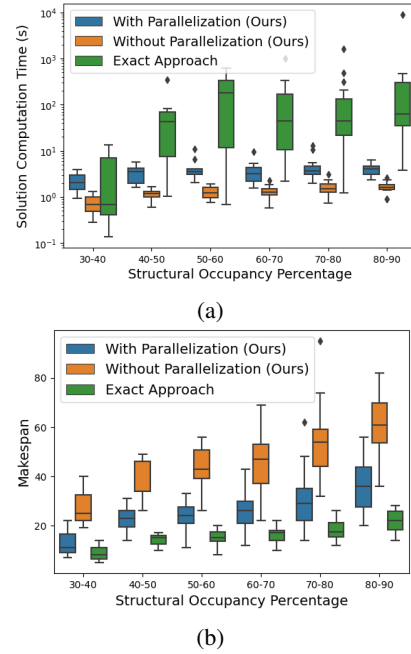 10⁴
10³
10²
10¹
10⁰
10⁻¹
Solution Computation Time (s)
With Parallelization (Ours)
Without Parallelization (Ours)
Exact Approach
30-40 40-50 50-60 60-70 70-80 80-90
Structural Occupancy Percentage
(a)
80
60
40
20
Makespan
With Parallelization (Ours)
Without Parallelization (Ours)
Exact Approach
30-40 40-50 50-60 60-70 70-80 80-90
Structural Occupancy Percentage
(b)